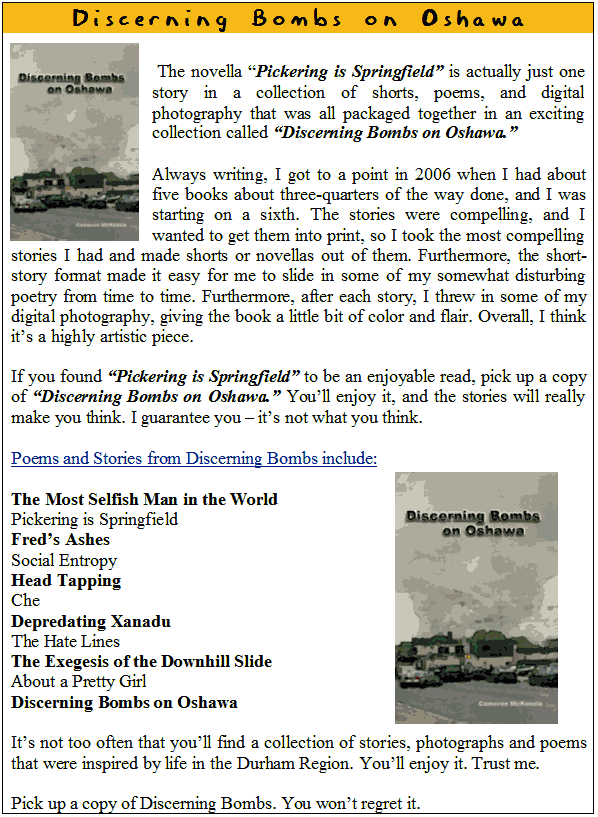 Discerning Bombs on Oshawa
Discerning Bombs
on Oshawa
Cameron McKenzie
The novella “Pickering is Springfield” is actually just one
story in a collection of shorts, poems, and digital
photography that was all packaged together in an exciting
collection called “Discerning Bombs on Oshawa.”
Always writing, I got to a point in 2006 when I had about
five books about three-quarters of the way done, and I was
starting on a sixth. The stories were compelling, and I
wanted to get them into print, so I took the most compelling
stories I had and made shorts or novellas out of them. Furthermore, the short-
story format made it easy for me to slide in some of my somewhat disturbing
poetry from time to time. Furthermore, after each story, I threw in some of my
digital photography, giving the book a little bit of color and flair. Overall, I think
it’s a highly artistic piece.
If you found “Pickering is Springfield” to be an enjoyable read, pick up a copy
of “Discerning Bombs on Oshawa.” You’ll enjoy it, and the stories will really
make you think. I guarantee you – it’s not what you think.
Poems and Stories from Discerning Bombs include:
The Most Selfish Man in the World
Pickering is Springfield
Fred’s Ashes
Social Entropy
Head Tapping
Che
Depredating Xanadu
The Hate Lines
The Exegesis of the Downhill Slide
About a Pretty Girl
Discerning Bombs on Oshawa
Discerning Bombs
on Oshawa
Cameron McKenzie
It’s not too often that you’ll find a collection of stories, photographs and poems
that were inspired by life in the Durham Region. You’ll enjoy it. Trust me.
Pick up a copy of Discerning Bombs. You won’t regret it.